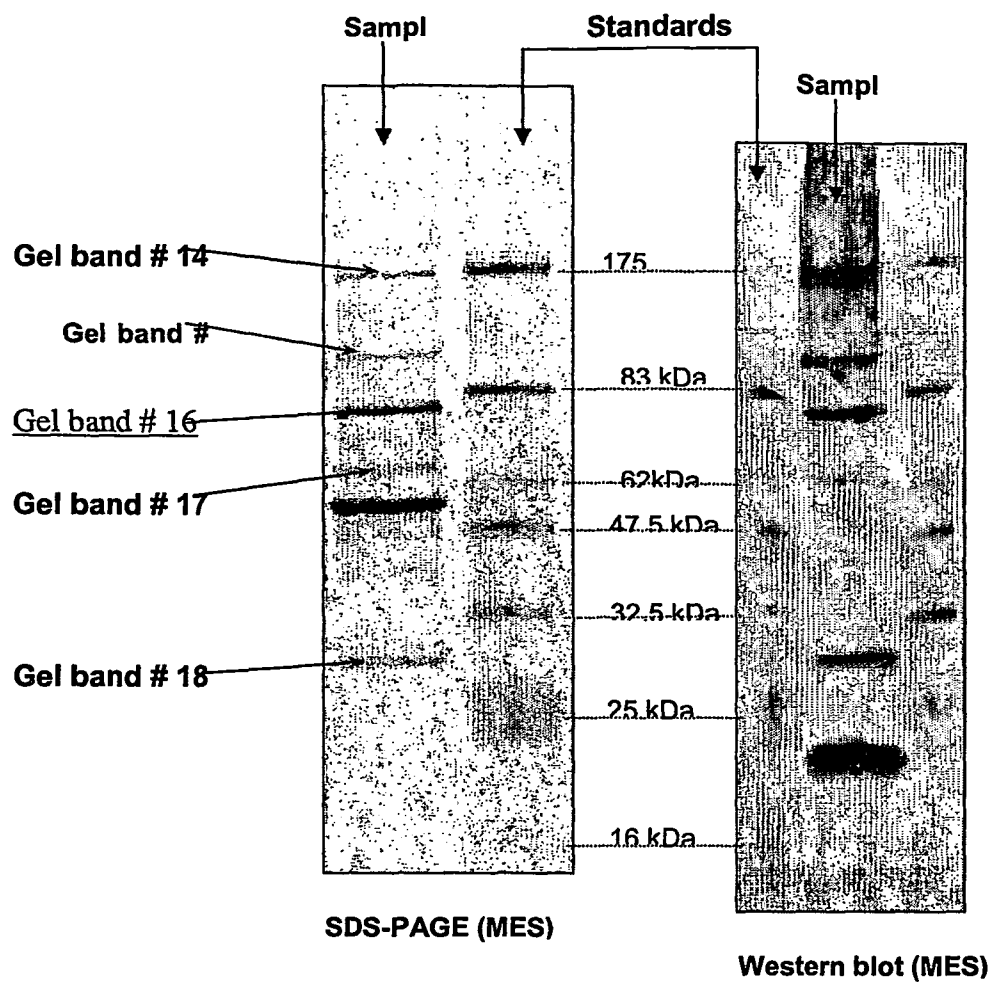 Sampl
Standards
Sampl
Gel band # 14
175
Gel band #
83 kDa
Gel band # 16
62kDa
Gel band # 17
47.5 kDa
32.5 kDa
Gel band # 18
25 kDa
16 kDa
SDS-PAGE (MES)
Western blot (MES)